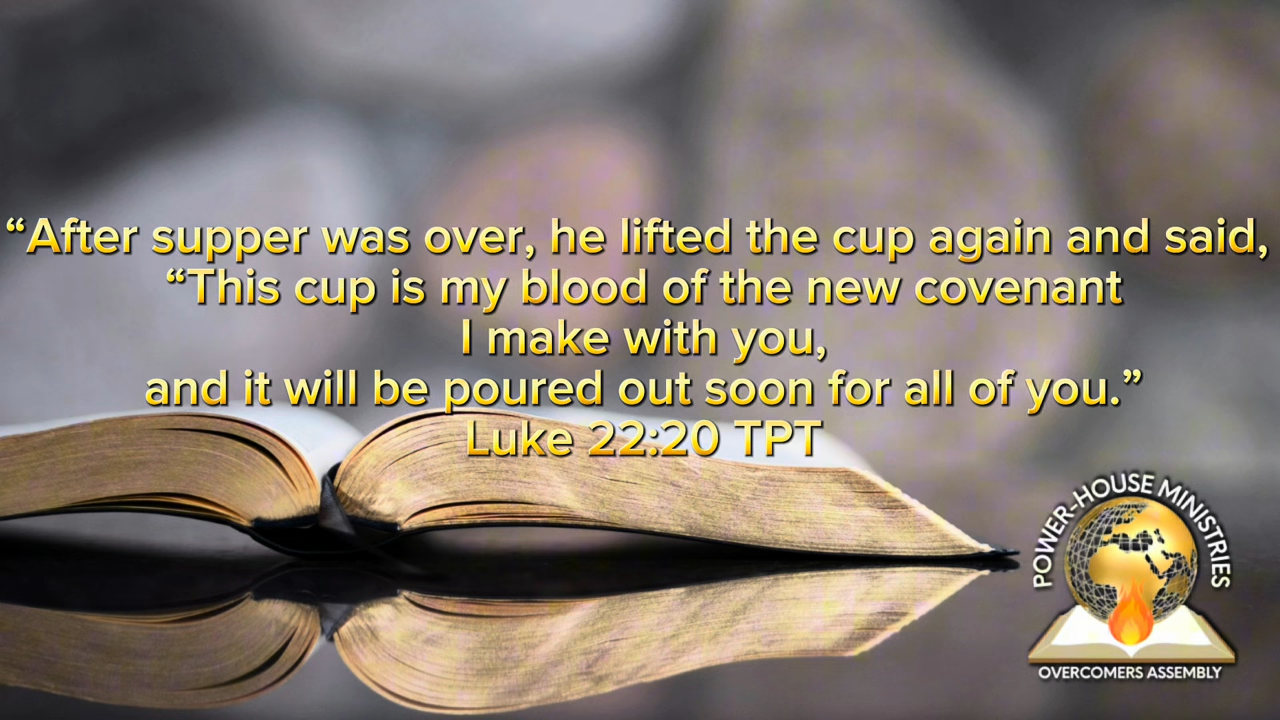 “After supper was over, he lifted the cup again and said,
“This cup is my blood of the new covenant
I make with you,
and it will be poured out soon for all of you.”
Luke 22:20 TPT
POWER-HOUSE MINISTRIES
OVERCOMERS ASSEMBLY